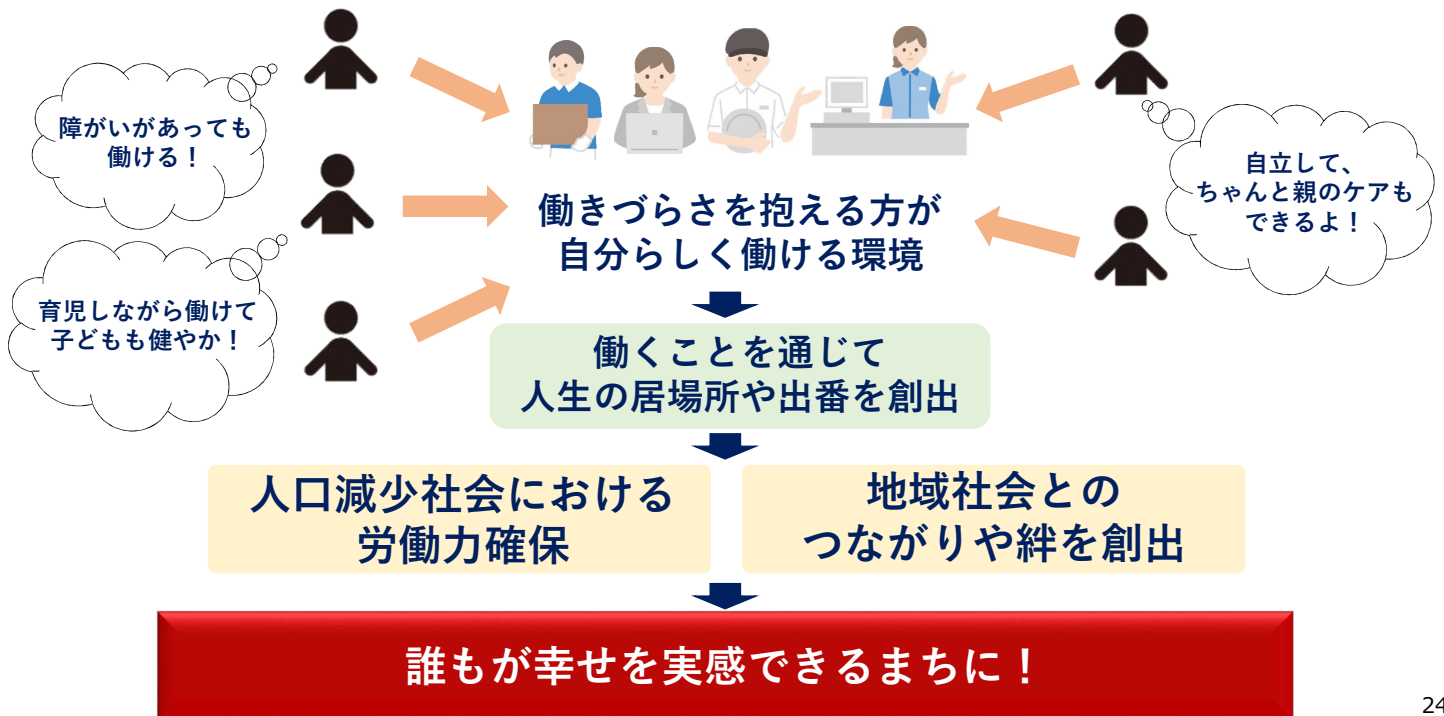 障がいがあっても
働ける！
育児しながら働けて
子どもも健やか！
自立して、
ちゃんと親のケアも
できるよ！
働きづらさを抱える方が
自分らしく働ける環境
働くことを通じて
人生の居場所や出番を創出
人口減少社会における
労働力確保
地域社会との
つながりや絆を創出
誰もが幸せを実感できるまちに！
24